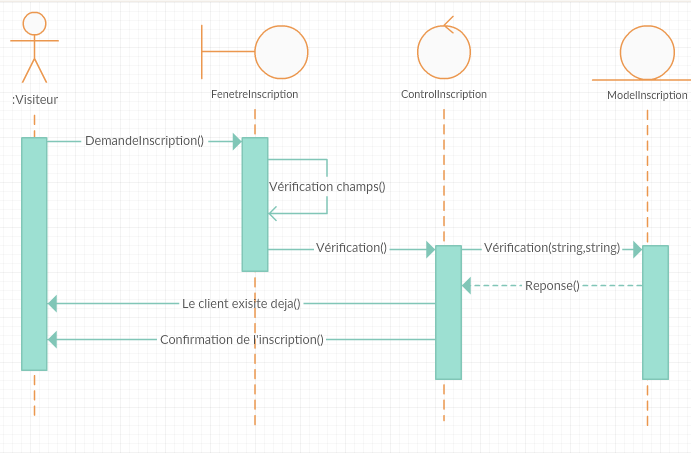 :Visiteur
FenetreInscription
ControlInscription
ModelInscription
DemandeInscription()
Vérification champs()
Vérification()
Vérification(string,string)
Reponse()
Le client exisite deja()
Confirmation de l'inscription()